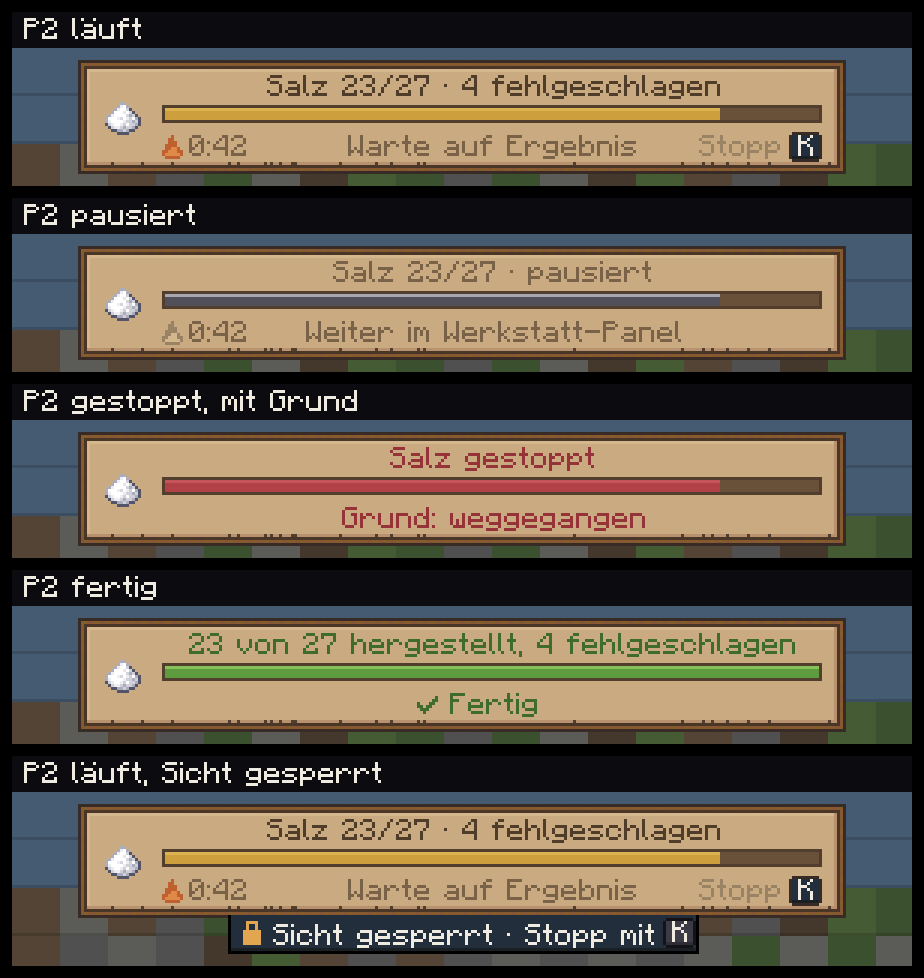 P2 läuft
Salz 23/27 · 4 fehlgeschlagen
0:42 Warte auf Ergebnis Stopp K
P2 pausiert
Salz 23/27 · pausiert
0:42 Weiter im Werkstatt-Panel
P2 gestoppt, mit Grund
Salz gestoppt
Grund: weggegangen
P2 fertig
23 von 27 hergestellt, 4 fehlgeschlagen
✓ Fertig
P2 läuft, Sicht gesperrt
Salz 23/27 · 4 fehlgeschlagen
0:42 Warte auf Ergebnis Stopp K
Sicht gesperrt · Stopp mit K